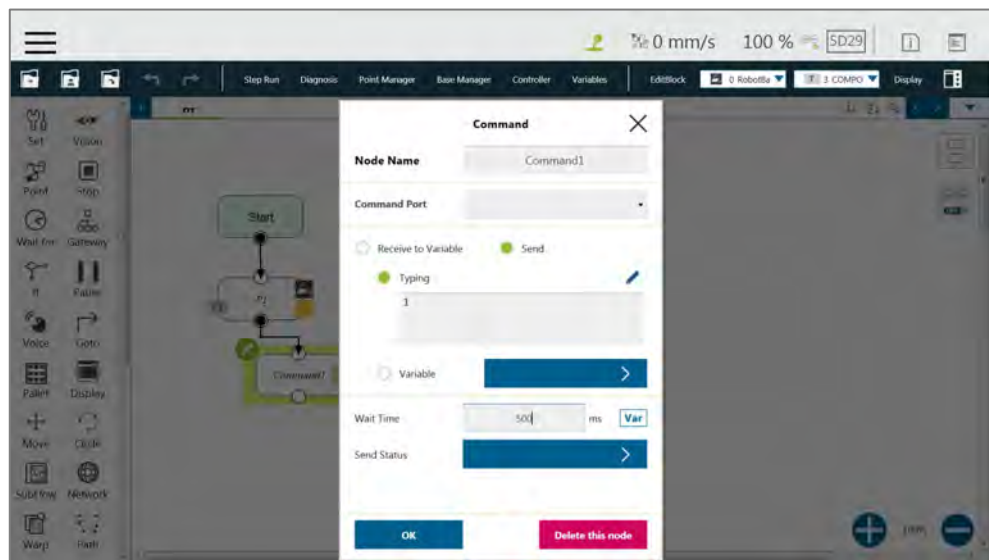 0 mm/s 100 % 5D29
Step Run Diagnosis Point Manager Base Manager Controller Variables EditBlock 0 RobotBa 3 COMPO Display
Set Vision
Point Stop
Wait for Gateway
If Pause
Voice Goto
Pallet Display
Move Circle
SubFlow Network
Warp Path
Start
P1
Command1
Command
Node Name Command1
Command Port
Receive to Variable Send
Typing
1
Variable
Wait Time 500 ms Var
Send Status
OK Delete this node